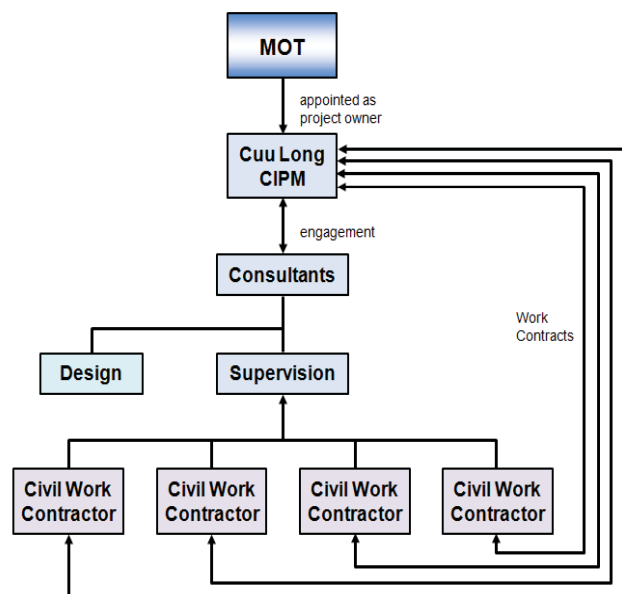 MOT
appointed as
project owner
Cuu Long
CIPM
engagement
Consultants
Work
Contracts
Design
Supervision
Civil Work
Contractor
Civil Work
Contractor
Civil Work
Contractor
Civil Work
Contractor